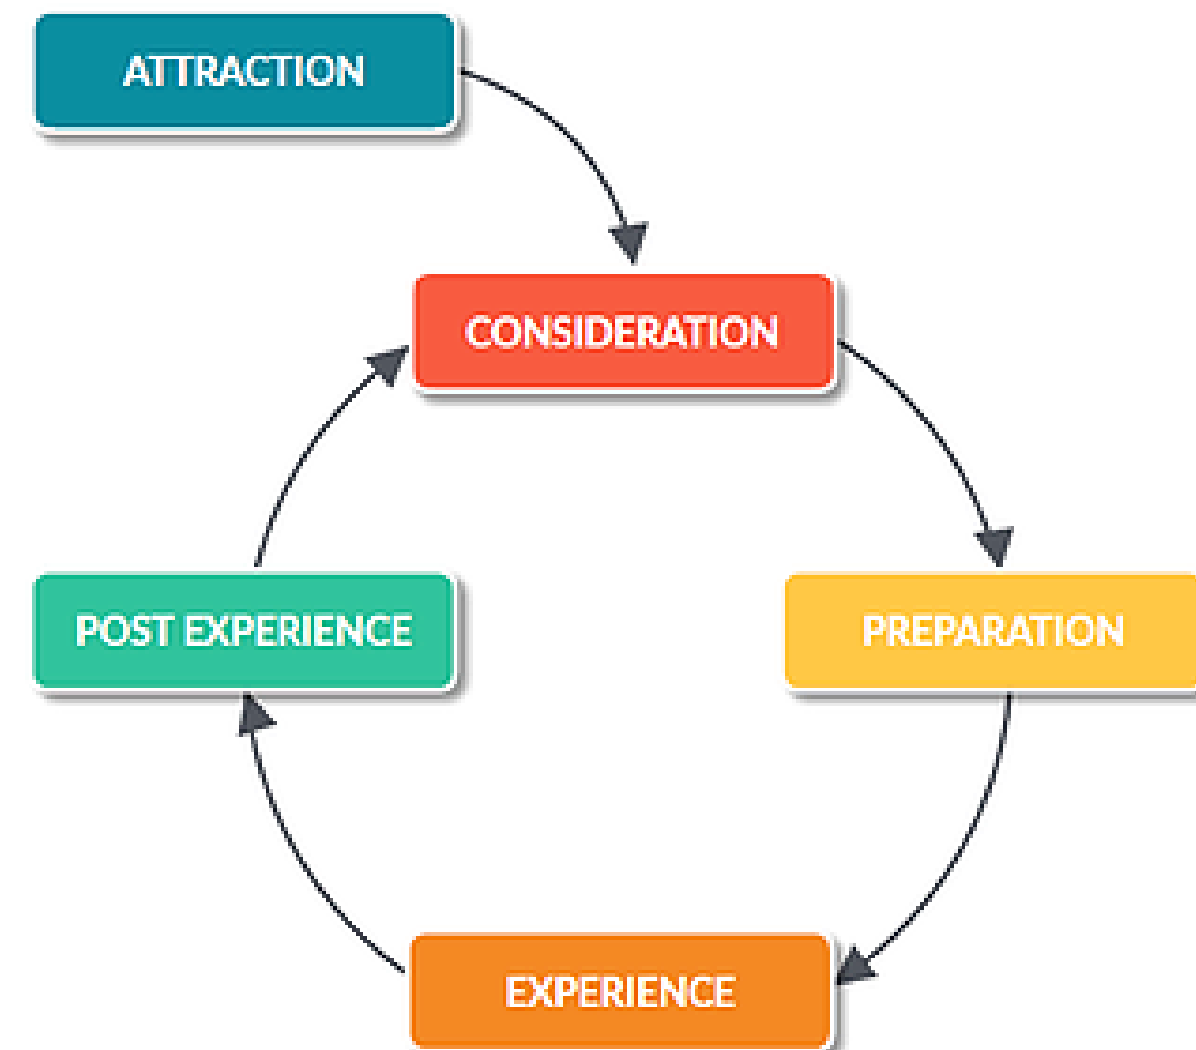 ATTRACTION
CONSIDERATION
POST EXPERIENCE
PREPARATION
EXPERIENCE